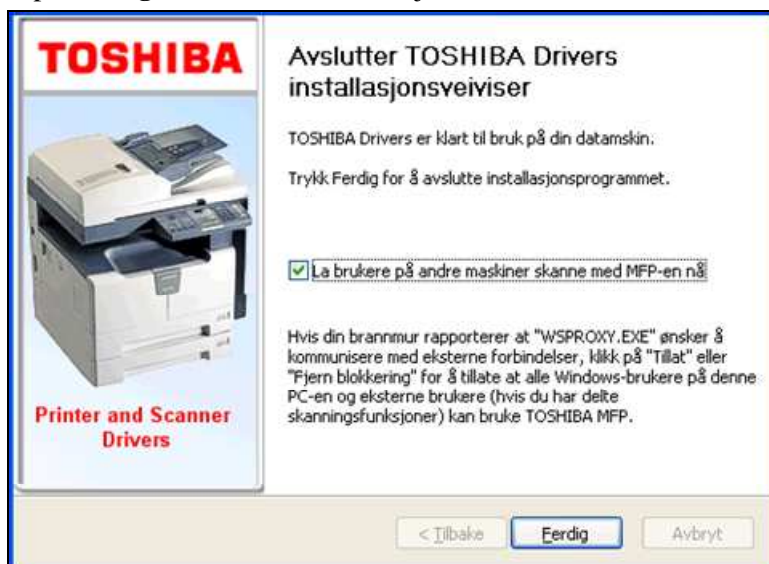 TOSHIBA
Printer and Scanner
Drivers
Avslutter TOSHIBA Drivers
installasjonsveiviser
TOSHIBA Drivers er klart til bruk på din datamskin.
Trykk Ferdig for å avslutte installasjonsprogrammet.
La brukere på andre maskiner skanne med MFP-en nå
Hvis din brannmur rapporterer at "WSPROXY.EXE" ønsker å
kommunisere med eksterne forbindelser, klikk på "Tillat" eller
"Fjern blokkering" for å tillate at alle Windows-brukere på denne
PC-en og eksterne brukere (hvis du har delte
skanningsfunksjoner) kan bruke TOSHIBA MFP.
< Tilbake Ferdig Avbryt